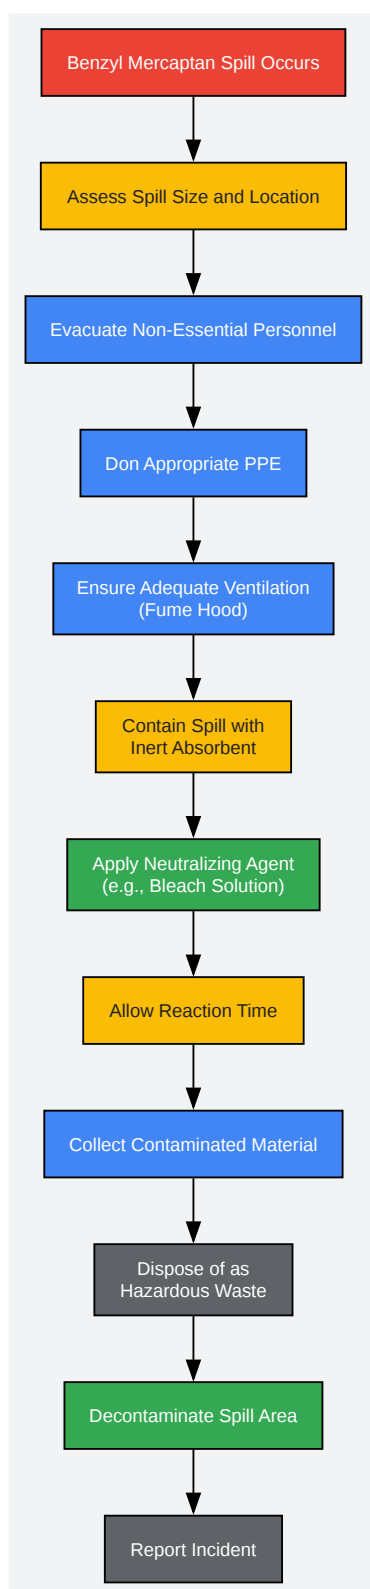 Benzyl Mercaptan Spill Occurs
Assess Spill Size and Location
Evacuate Non-Essential Personnel
Don Appropriate PPE
Ensure Adequate Ventilation
(Fume Hood)
Contain Spill with
Inert Absorbent
Apply Neutralizing Agent
(e.g., Bleach Solution)
Allow Reaction Time
Collect Contaminated Material
Dispose of as
Hazardous Waste
Decontaminate Spill Area
Report Incident